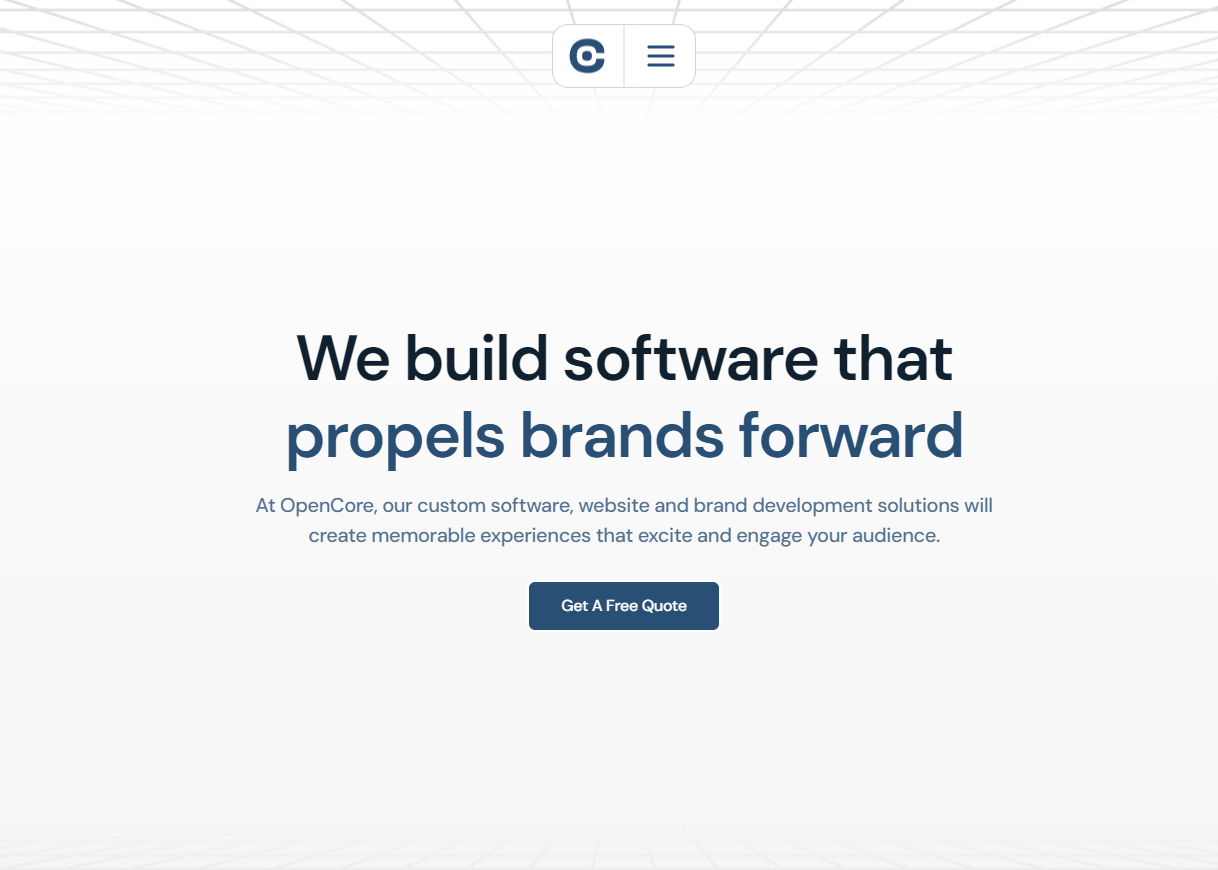 We build software that
propels brands forward
At OpenCore, our custom software, website and brand development solutions will
create memorable experiences that excite and engage your audience.
Get A Free Quote